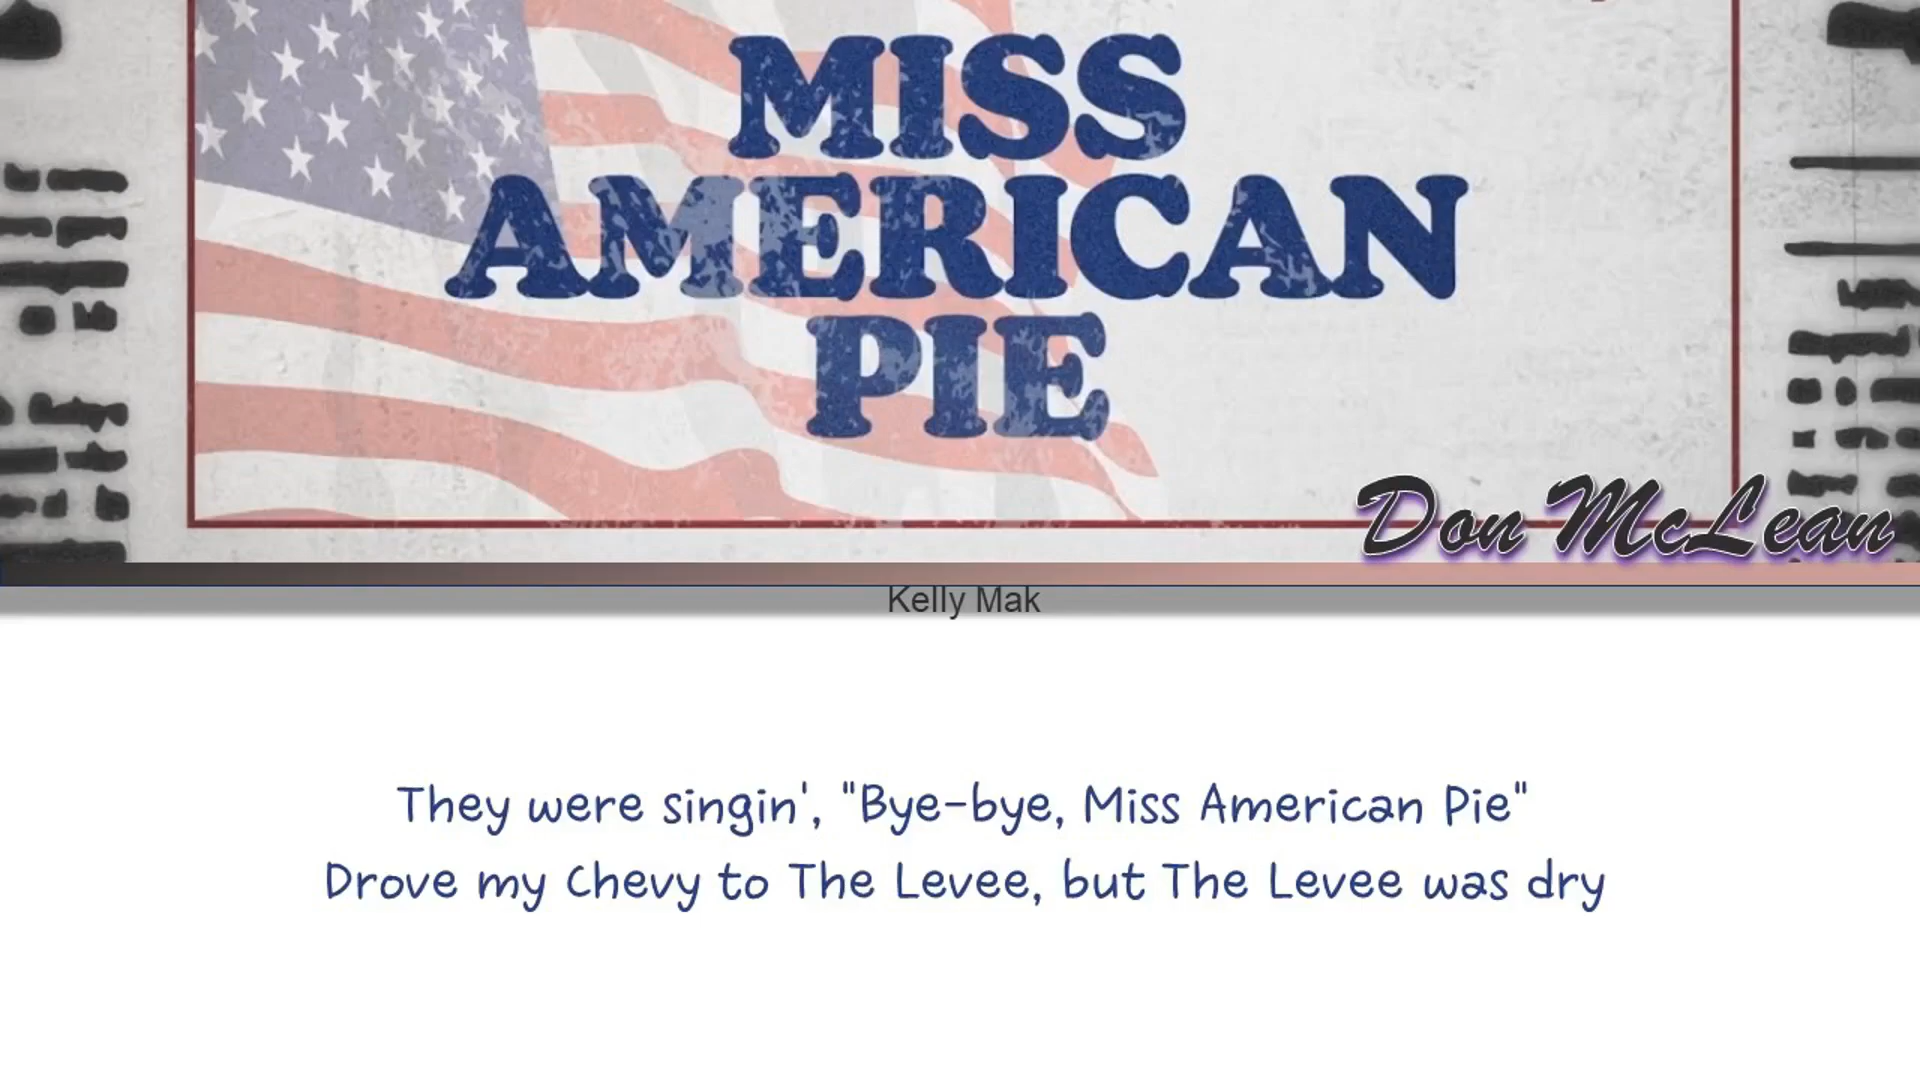 MISS
AMERICAN
PIE
Don McLean
Kelly Mak
They were singin', "Bye-bye, Miss American Pie"
Drove my Chevy to The Levee, but The Levee was dry